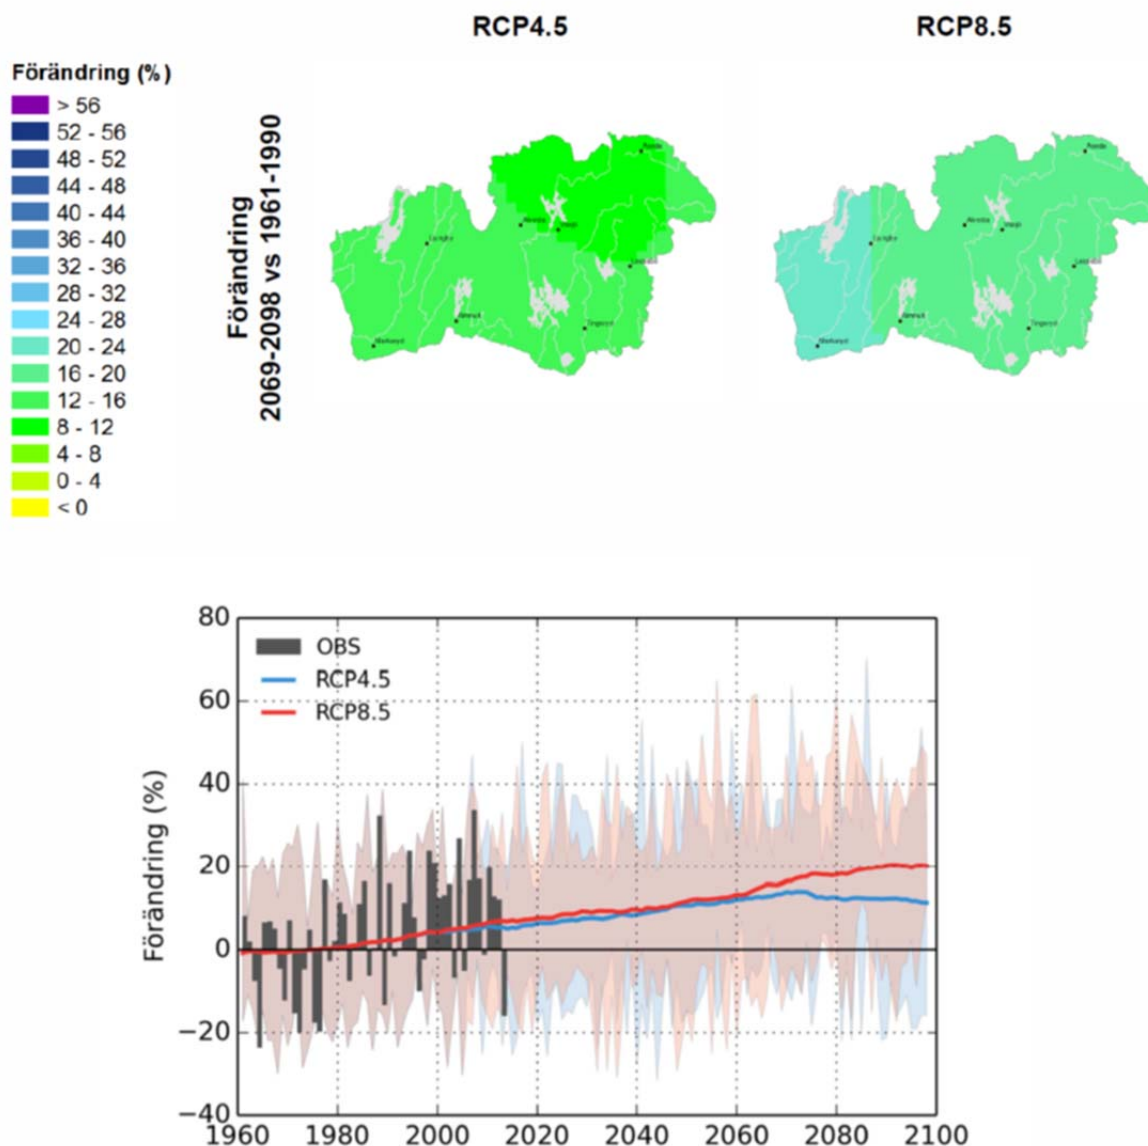 RCP4.5
RCP8.5
Förändring (%)
> 56
52 - 56
48 - 52
44 - 48
40 - 44
36 - 40
32 - 36
28 - 32
24 - 28
20 - 24
16 - 20
12 - 16
8 - 12
4 - 8
0 - 4
< 0
Förändring
2069-2098 vs 1961-1990
80
60
40
20
0
−20
−40
Förändring (%)
OBS
RCP4.5
RCP8.5
1960 1980 2000 2020 2040 2060 2080 2100